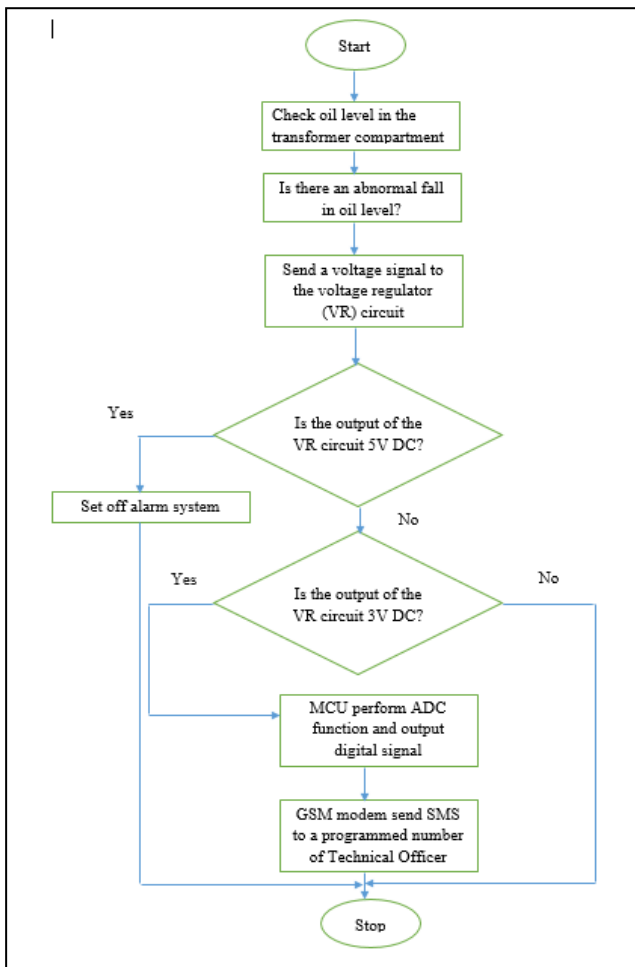 Start
Check oil level in the
transformer compartment
Is there an abnormal fall
in oil level?
Send a voltage signal to
the voltage regulator
(VR) circuit
Yes
Is the output of the
VR circuit 5V DC?
Set off alarm system
No
Yes
No
Is the output of the
VR circuit 3V DC?
MCU perform ADC
function and output
digital signal
GSM modem send SMS
to a programmed number
of Technical Officer
Stop